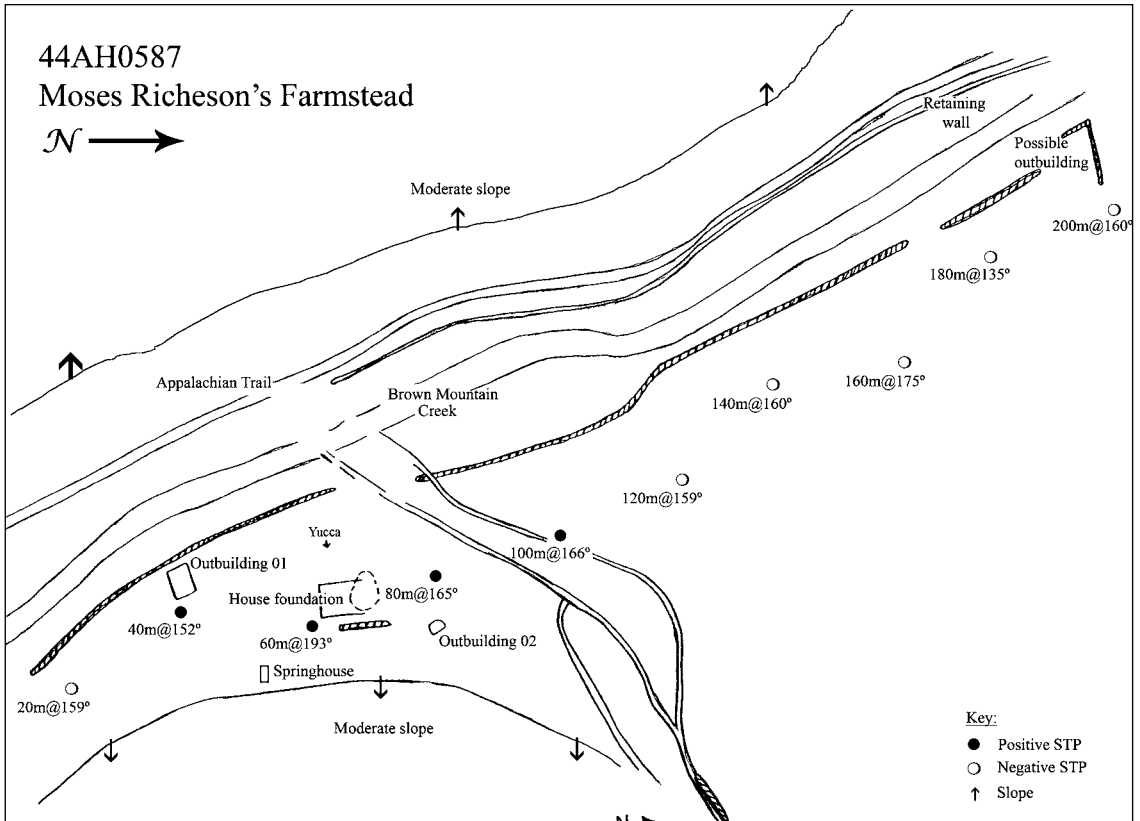 44AH0587
Moses Richeson's Farmstead
N
Retaining
wall
Possible
outbuilding
Moderate slope
200m@160°
180m@135°
Appalachian Trail
Brown Mountain
Creek
160m@175°
140m@160°
120m@159°
Yucca
100m@166°
Outbuilding 01
House foundation
80m@165°
40m@152°
60m@193°
Outbuilding 02
Springhouse
20m@159°
Moderate slope
Key:
Positive STP
Negative STP
Slope
N